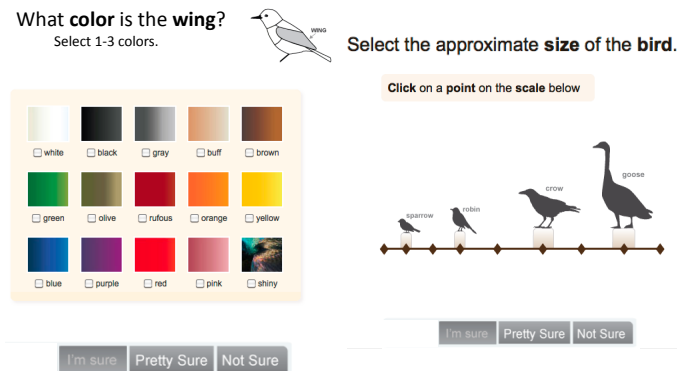 What color is the wing?
Select 1-3 colors.
WING
white
black
gray
buff
brown
green
olive
rufous
orange
yellow
blue
purple
red
pink
shiny
I'm sure
Pretty Sure
Not Sure
Select the approximate size of the bird.
Click on a point on the scale below
sparrow
robin
crow
goose
I'm sure
Pretty Sure
Not Sure